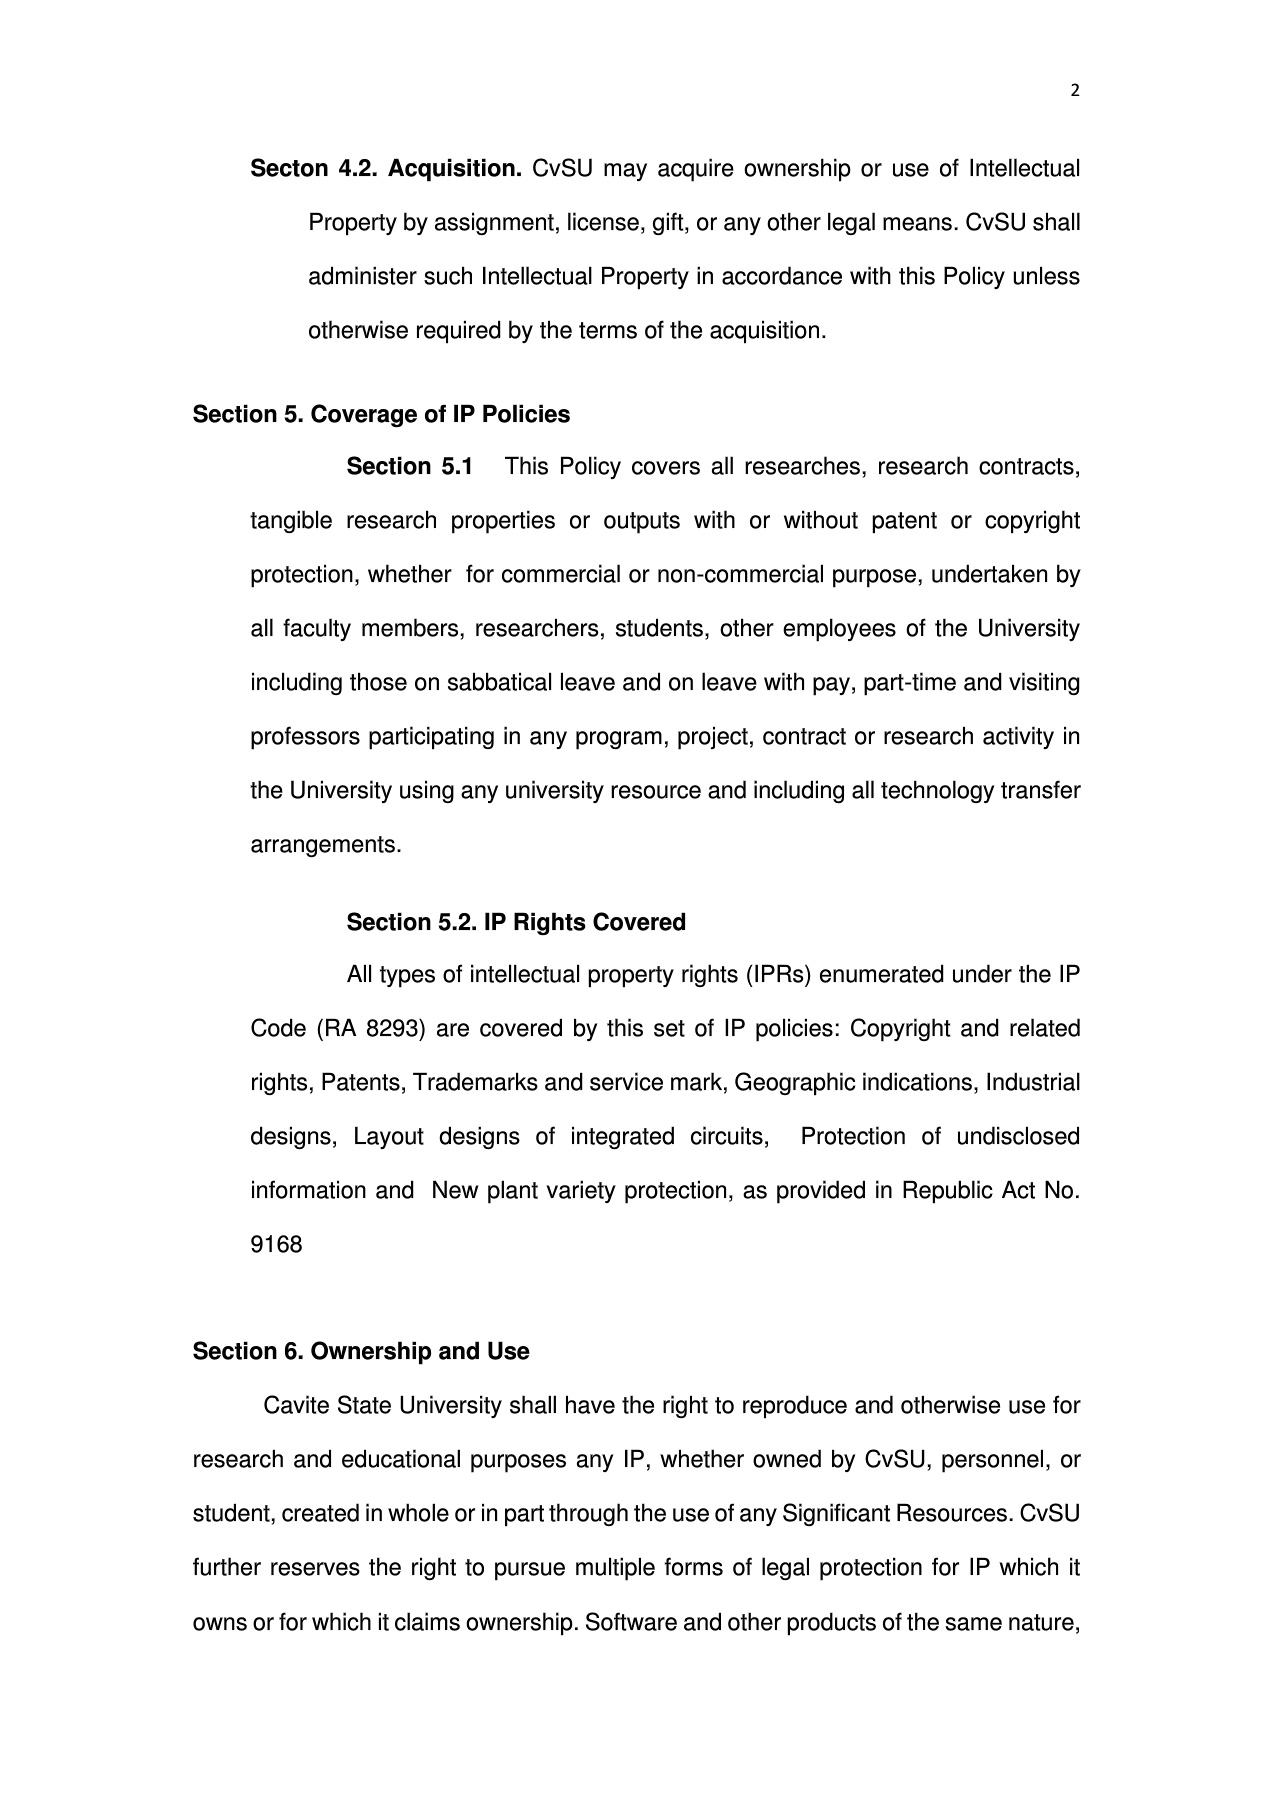 2
Secton 4.2. Acquisition. CvSU may acquire ownership or use of Intellectual
Property by assignment, license, gift, or any other legal means. CvSU shall
administer such Intellectual Property in accordance with this Policy unless
otherwise required by the terms of the acquisition.
Section 5. Coverage of IP Policies
Section 5.1 This Policy covers all researches, research contracts,
tangible research properties or outputs with or without patent or copyright
protection, whether for commercial or non-commercial purpose, undertaken by
all faculty members, researchers, students, other employees of the University
including those on sabbatical leave and on leave with pay, part-time and visiting
professors participating in any program, project, contract or research activity in
the University using any university resource and including all technology transfer
arrangements.
Section 5.2. IP Rights Covered
All types of intellectual property rights (IPRs) enumerated under the IP
Code (RA 8293) are covered by this set of IP policies: Copyright and related
rights, Patents, Trademarks and service mark, Geographic indications, Industrial
designs, Layout designs of integrated circuits, Protection of undisclosed
information and New plant variety protection, as provided in Republic Act No.
9168
Section 6. Ownership and Use
Cavite State University shall have the right to reproduce and otherwise use for
research and educational purposes any IP, whether owned by CvSU, personnel, or
student, created in whole or in part through the use of any Significant Resources. CvSU
further reserves the right to pursue multiple forms of legal protection for IP which it
owns or for which it claims ownership. Software and other products of the same nature,